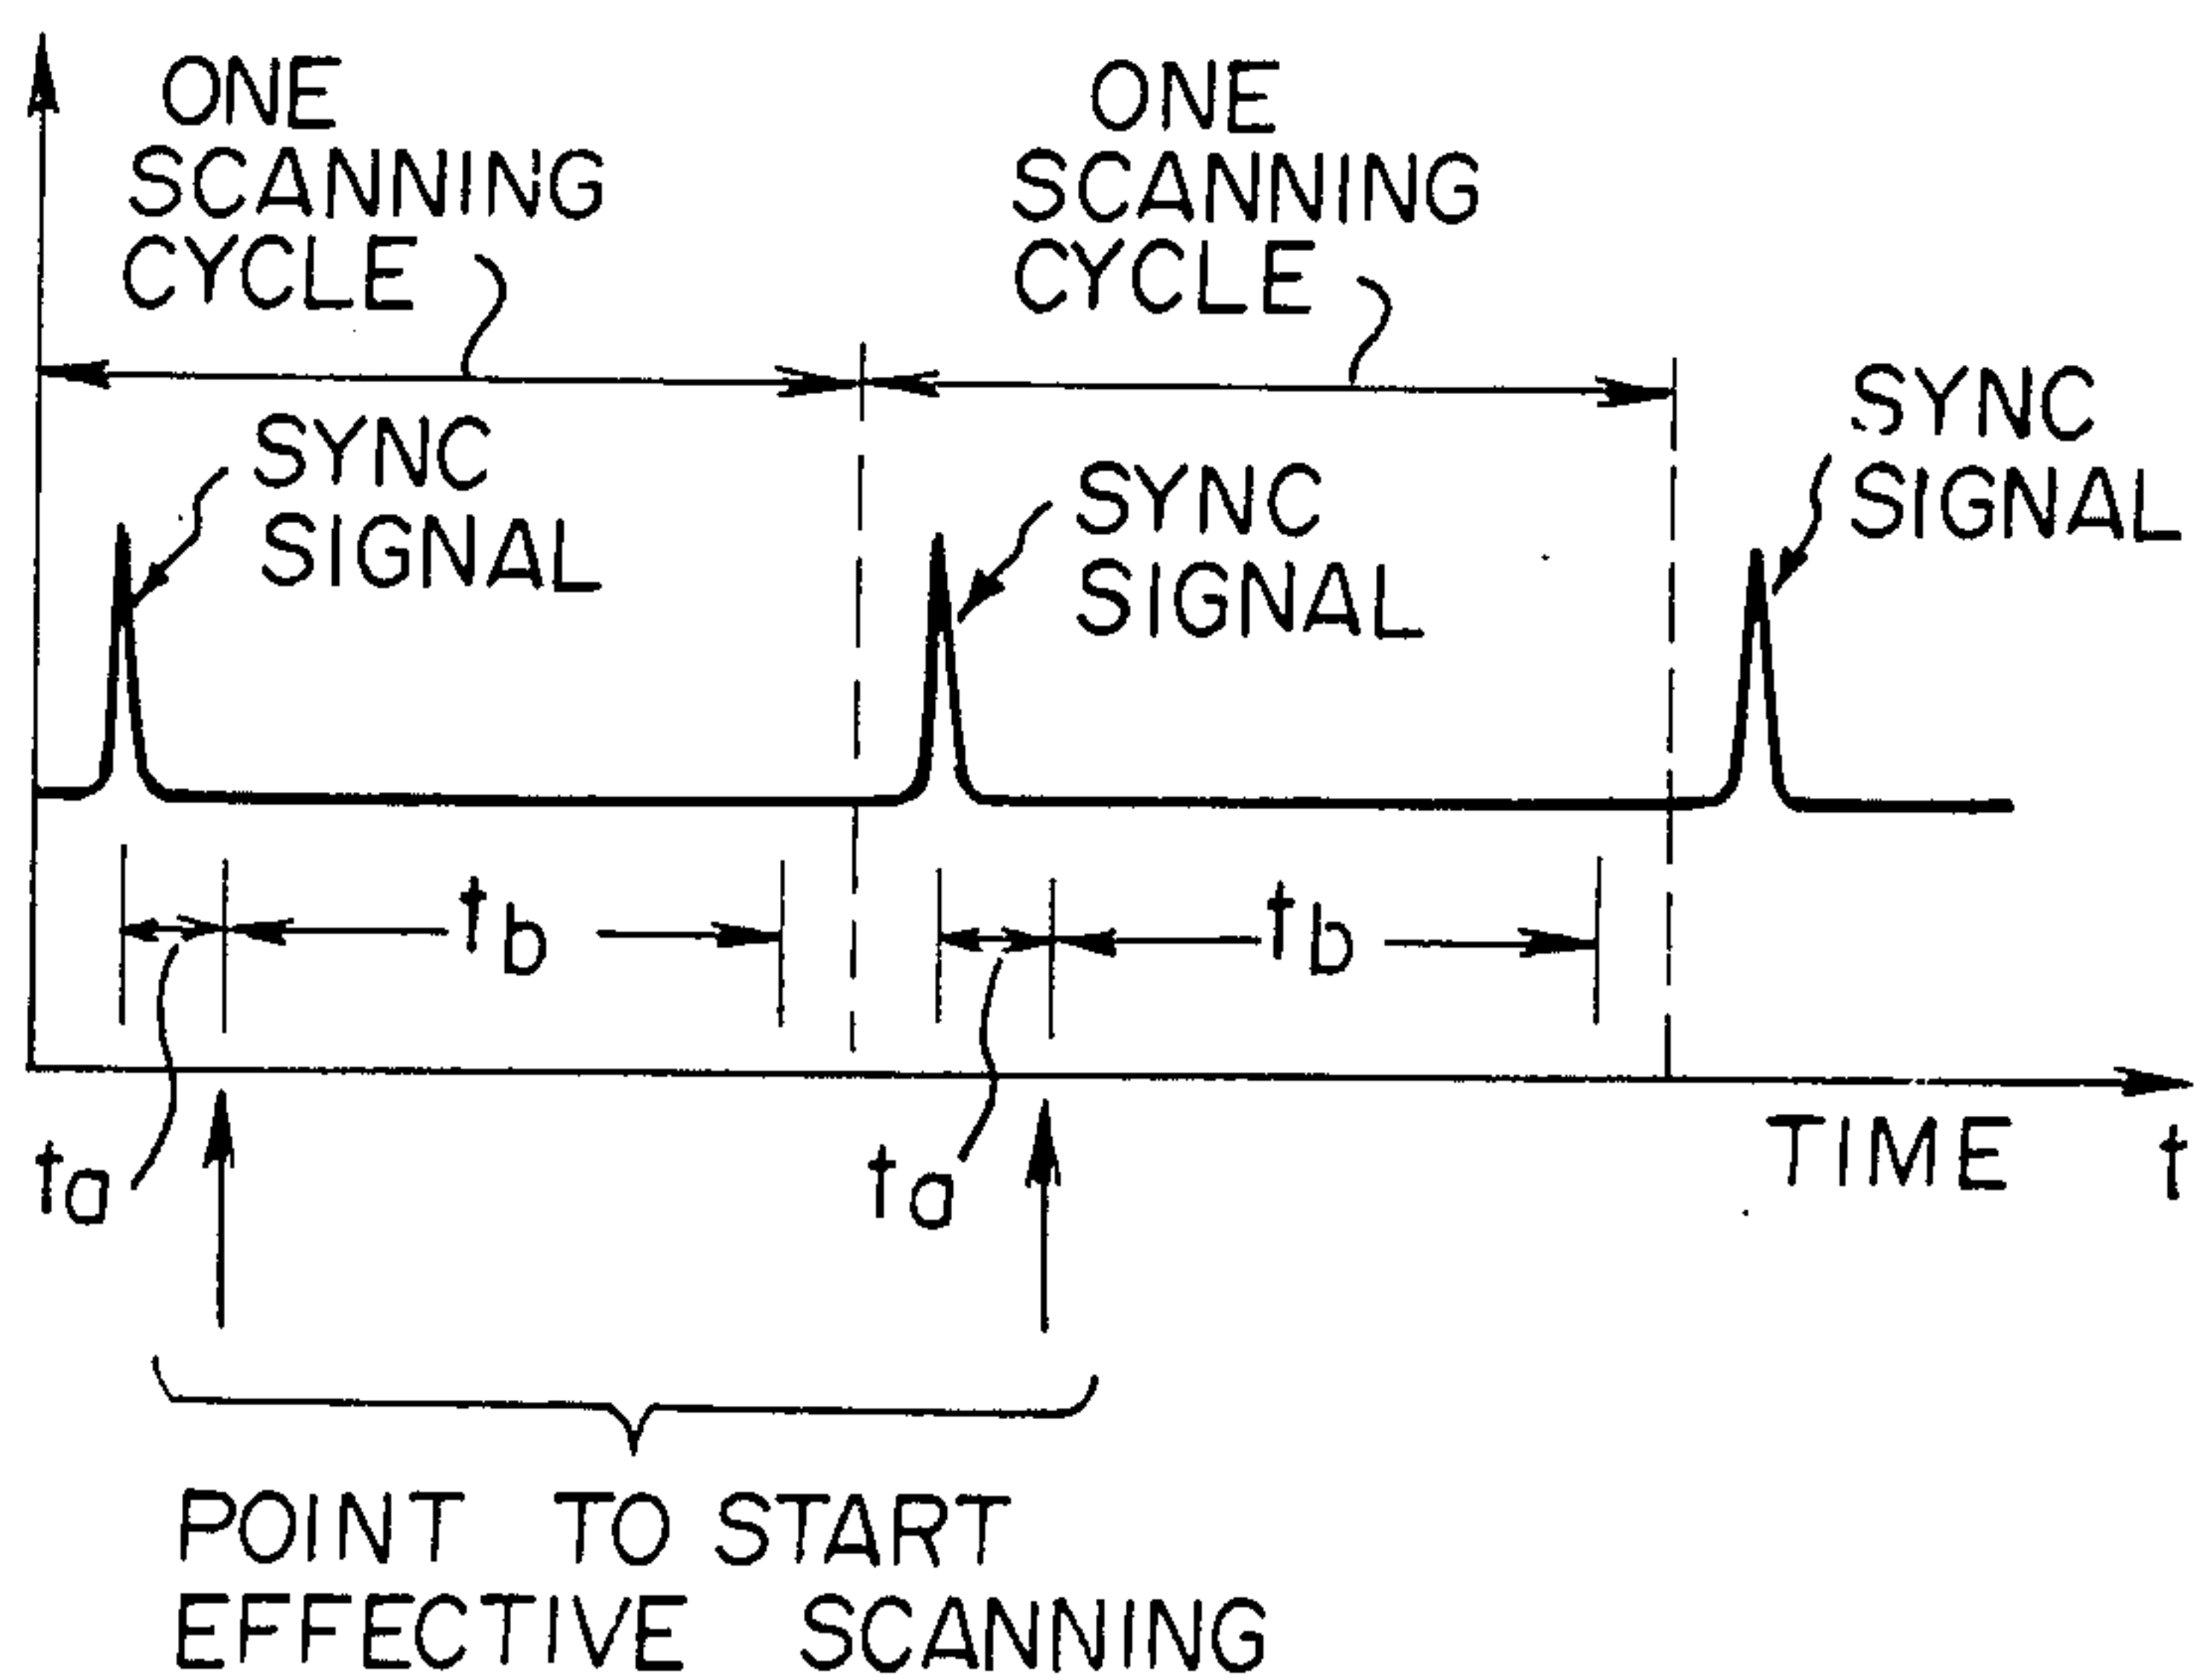 ONE
SCANNING
CYCLE
ONE
SCANNING
CYCLE
SYNC
SIGNAL
SYNC
SIGNAL
SYNC
SIGNAL
tb
tb
ta
ta
TIME t
POINT TO START
EFFECTIVE SCANNING